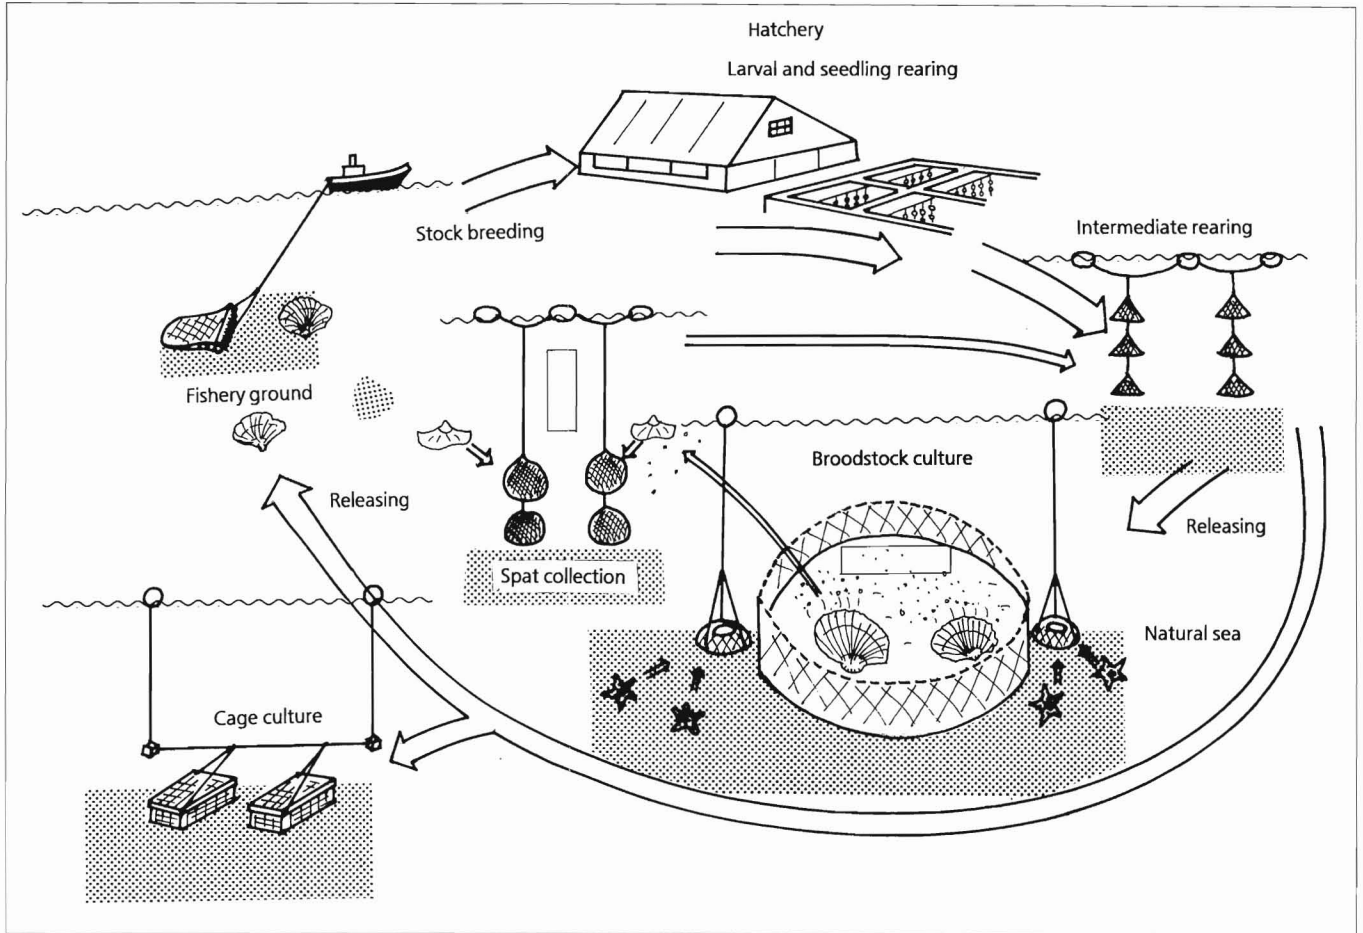 Hatchery
Larval and seedling rearing
Stock breeding
Intermediate rearing
Fishery ground
Broodstock culture
Releasing
Releasing
Spat collection
Natural sea
Cage culture